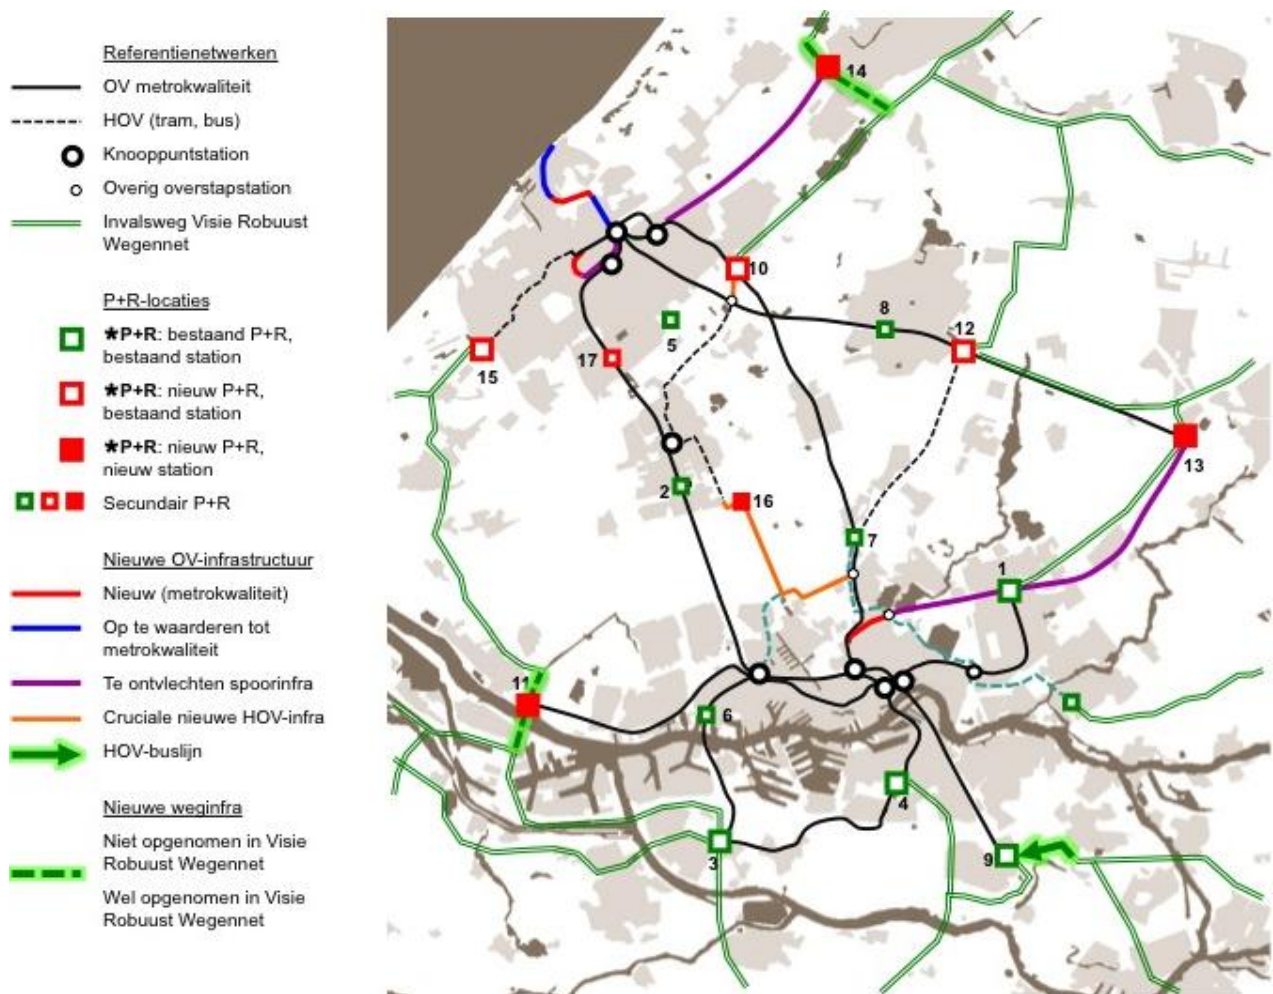 Referentienetwerken
OV metrokwaliteit
HOV (tram, bus)
Knooppuntstation
Overig overstapstation
Invalsweg Visie Robuust
Wegennet
P+R-locaties
*P+R: bestaand P+R,
bestaand station
*P+R: nieuw P+R,
bestaand station
*P+R: nieuw P+R,
nieuw station
Secundair P+R
Nieuwe OV-infrastructuur
Nieuw (metrokwaliteit)
Op te waarderen tot
metrokwaliteit
Te ontvlechten spoorinfra
Cruciale nieuwe HOV-infra
HOV-buslijn
Nieuwe weginfra
Niet opgenomen in Visie
Robuust Wegennet
Wel opgenomen in Visie
Robuust Wegennet
14
10
8
12
5
17
15
13
2
16
7
1
11
6
4
3
9